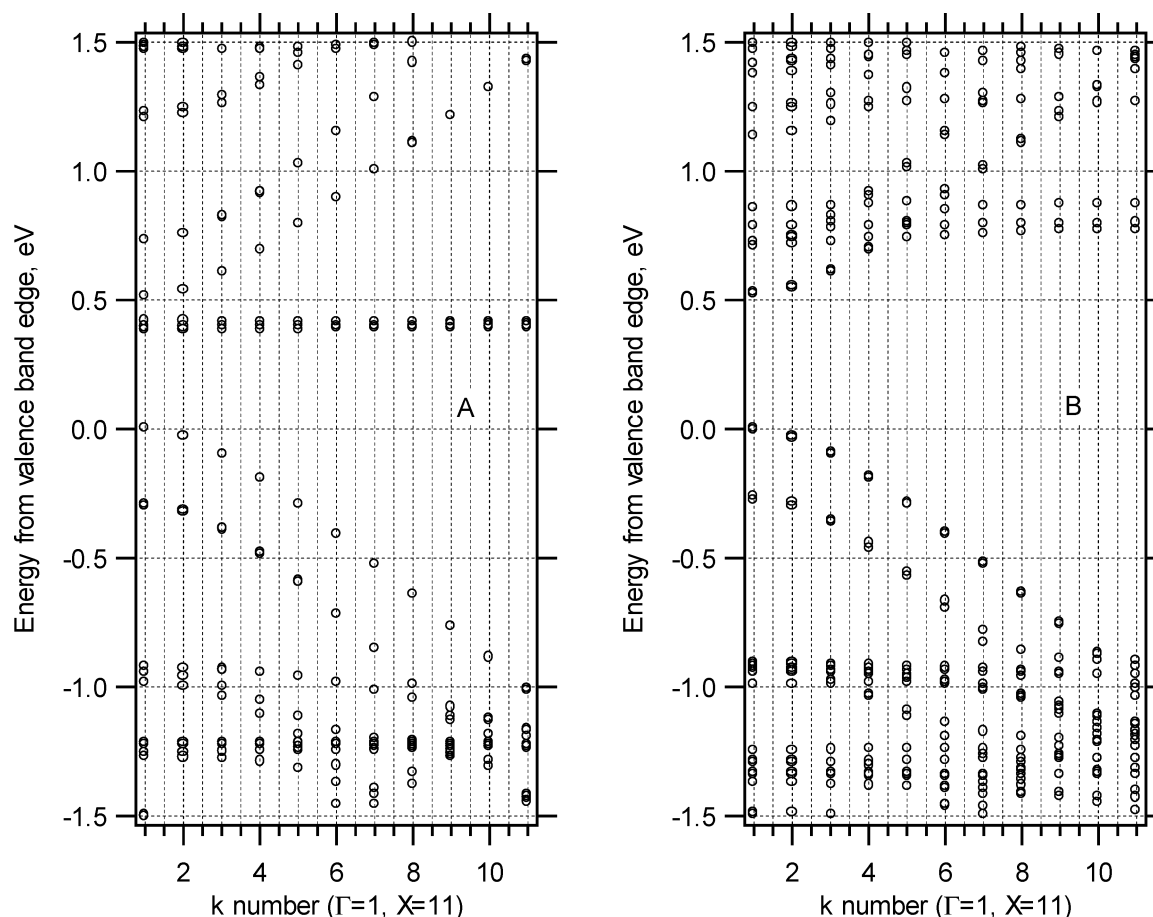 1.5
1.0
0.5
0.0
-0.5
-1.0
-1.5
Energy from valence band edge, eV
A
2 4 6 8 10
k number (Γ=1, X=11)
1.5
1.0
0.5
0.0
-0.5
-1.0
-1.5
Energy from valence band edge, eV
B
2 4 6 8 10
k number (Γ=1, X=11)